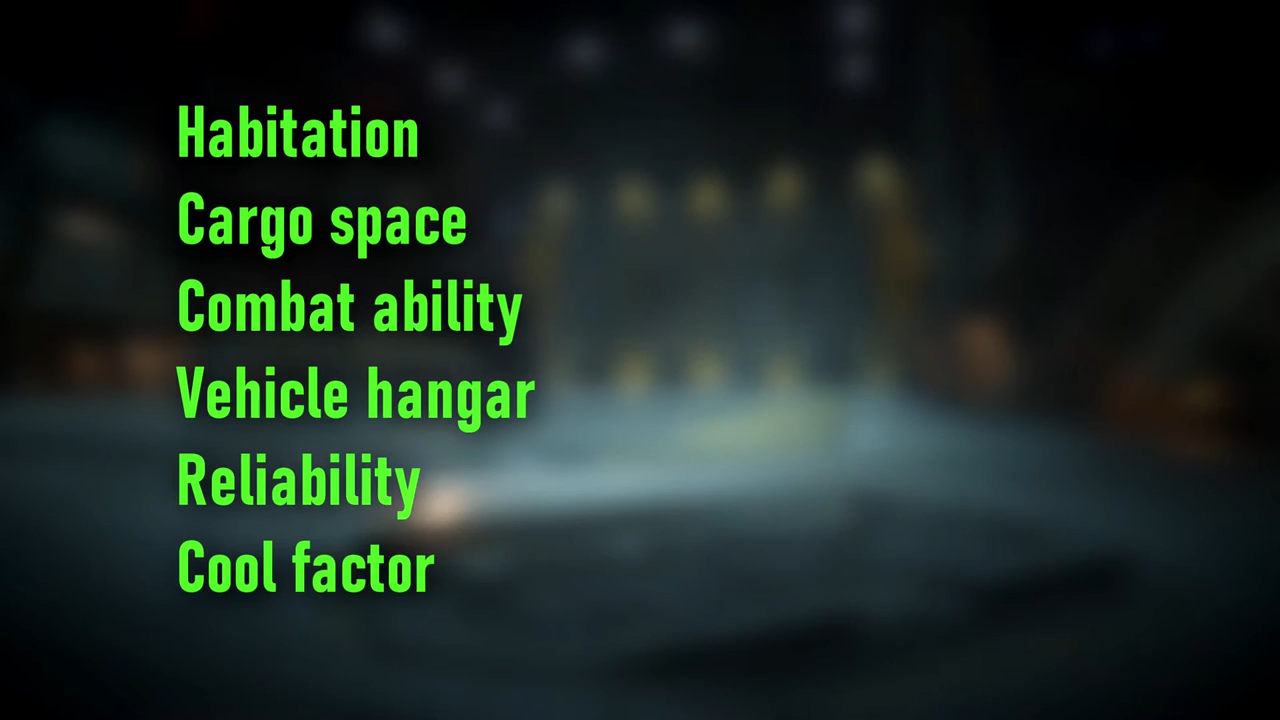 Habitation
Cargo space
Combat ability
Vehicle hangar
Reliability
Cool factor